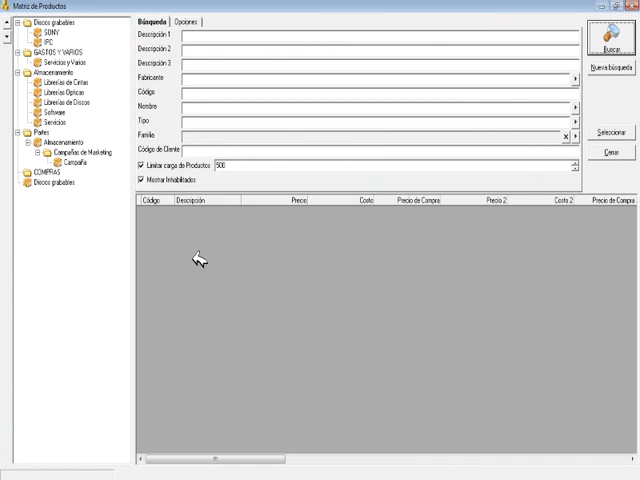 Matriz de Productos
Discos grabables
SONY
IPC
GASTOS Y VARIOS
Servicios y Varios
Almacenamiento
Librerías de Cintas
Librerías Opticas
Librerías de Discos
Software
Servicios
Partes
Almacenamiento
Campañas de Marketing
Campaña
COMPRAS
Discos grabables
Búsqueda Opciones
Descripción 1
Descripción 2
Descripción 3
Fabricante
Código
Nombre
Tipo
Familia
Código de Cliente
Limitar carga de Productos 500
Mostrar Inhabilitados
Buscar
Nueva búsqueda
Seleccionar
Cerrar
Código Descripción Precio Costo Precio de Compra Precio 2 Costo 2 Precio de Compra